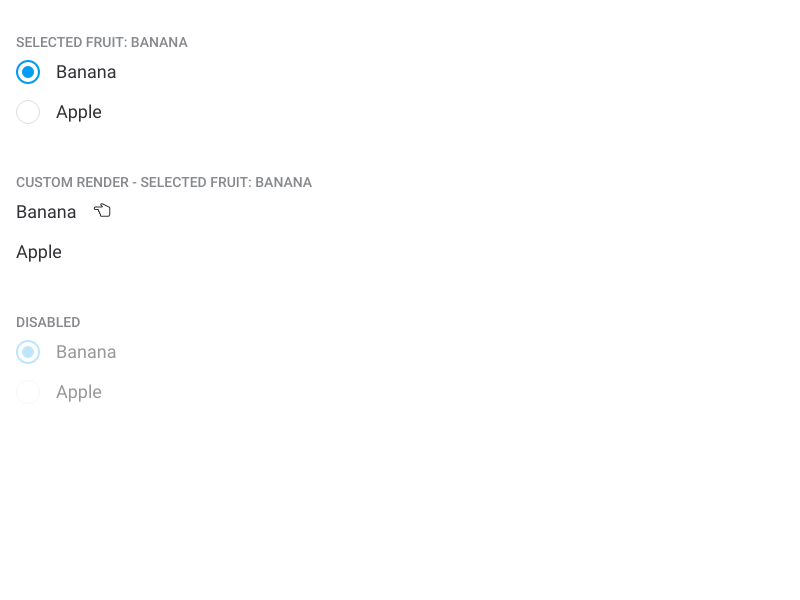 SELECTED FRUIT: BANANA
Banana
Apple
CUSTOM RENDER - SELECTED FRUIT: BANANA
Banana
Apple
DISABLED
Banana
Apple